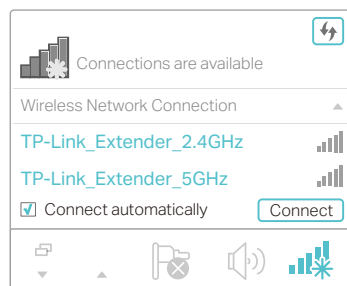 Connections are available
Wireless Network Connection
TP-Link_Extender_2.4GHz
TP-Link_Extender_5GHz
Connect automatically
Connect